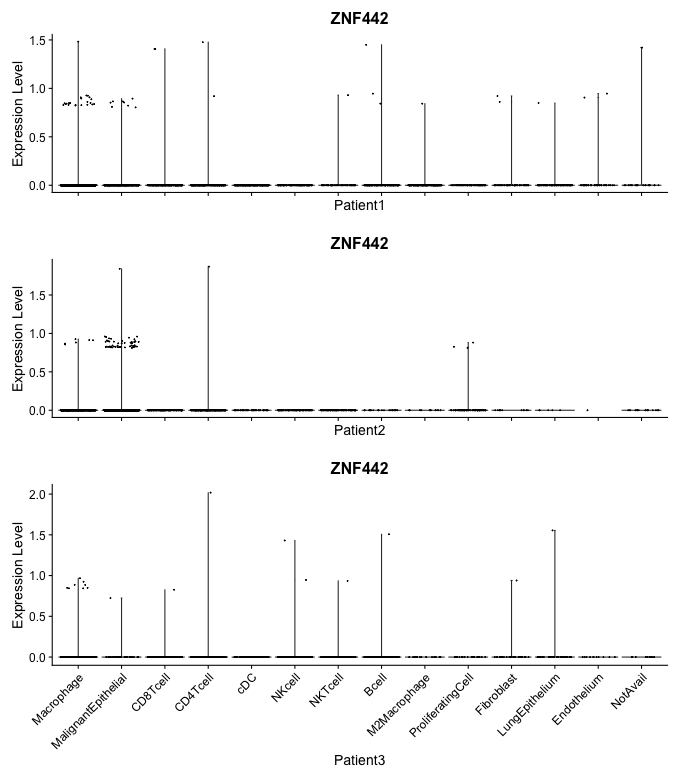 ZNF442
Expression Level
1.5
1.0
0.5
0.0
Patient1
ZNF442
Expression Level
1.5
1.0
0.5
0.0
Patient2
ZNF442
Expression Level
2.0
1.5
1.0
0.5
0.0
Macrophage
MalignantEpithelial
CD8Tcell
CD4Tcell
cDC
NKcell
NKTcell
Bcell
M2Macrophage
ProliferatingCell
Fibroblast
LungEpithelium
Endothelium
NotAvail
Patient3